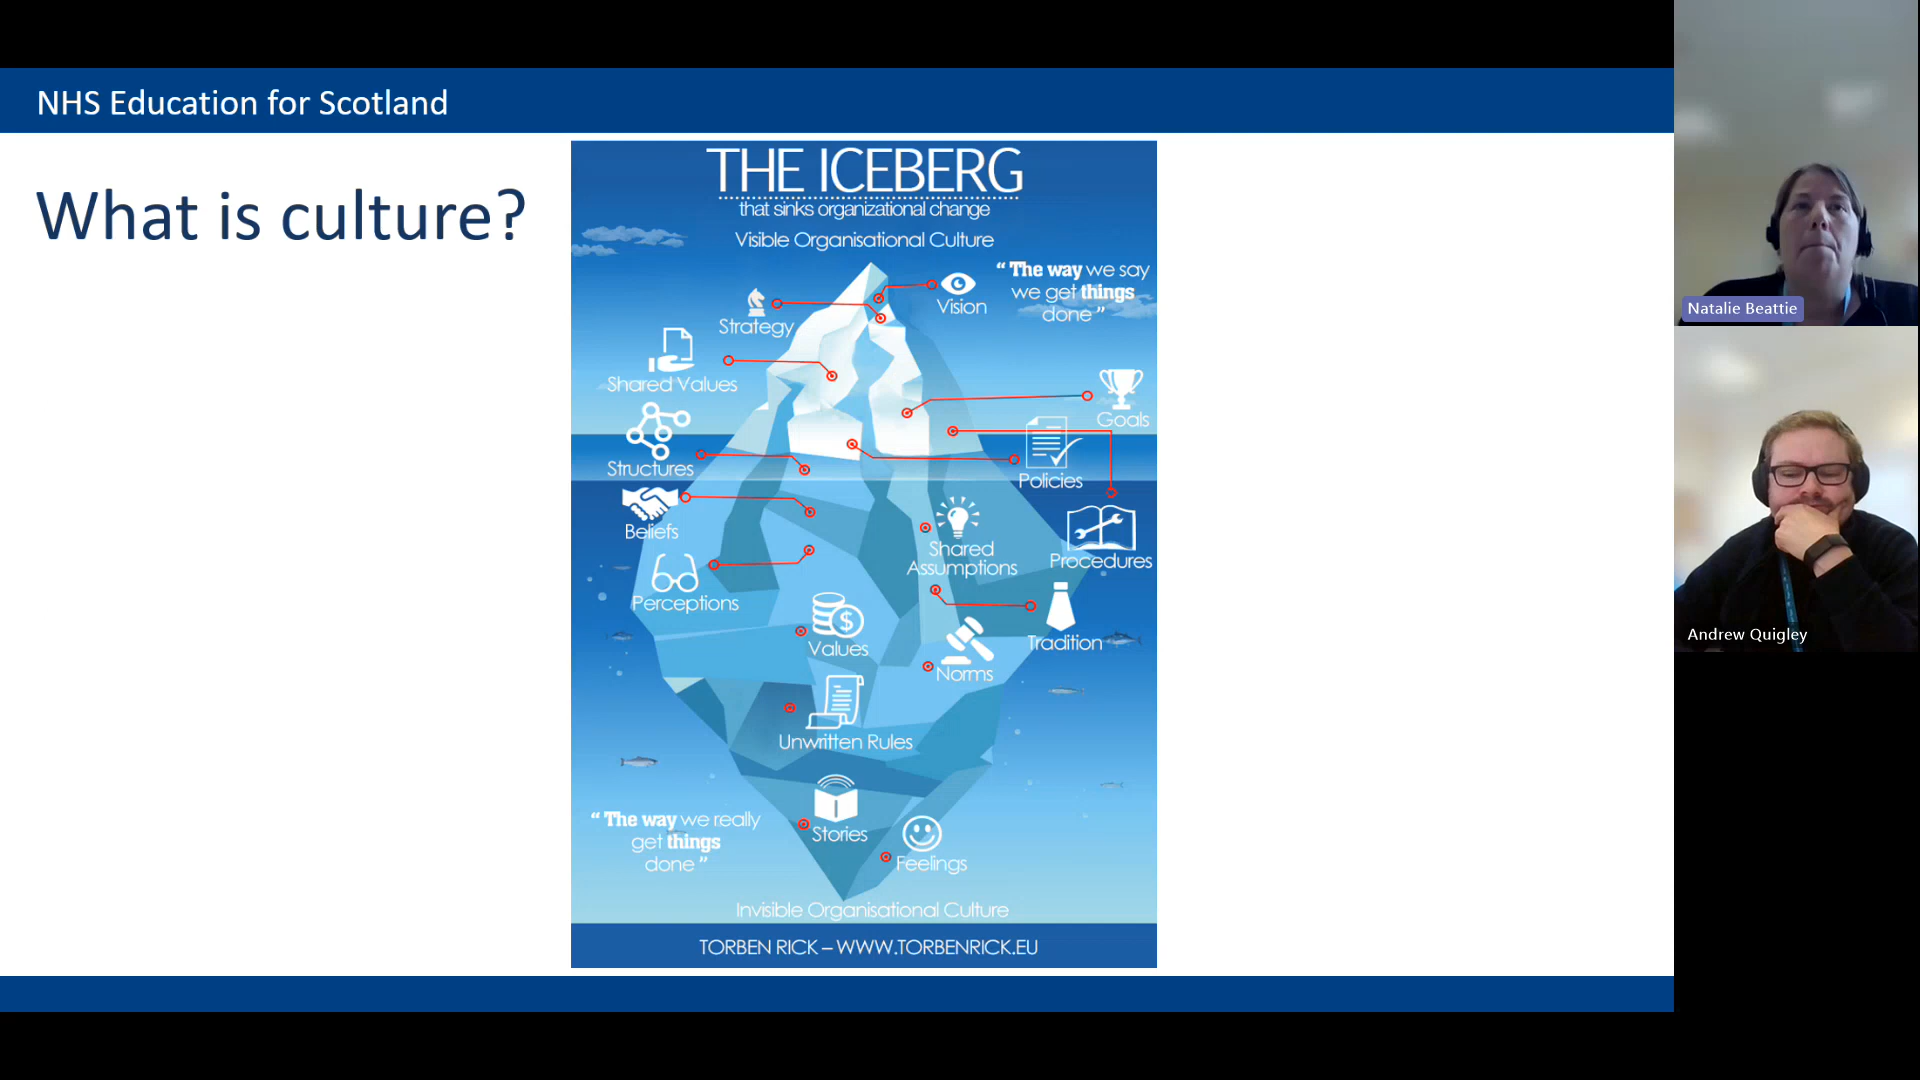 NHS Education for Scotland
What is culture?
THE ICEBERG
that sinks organizational change
Visible Organisational Culture
“ The way we say
we get things
done ”
Vision
Strategy
Shared Values
Goals
Structures
Policies
Beliefs
Shared
Assumptions
Procedures
Perceptions
Tradition
Values
Norms
Unwritten Rules
Stories
“ The way we really
get things
done ”
Feelings
Invisible Organisational Culture
TORBEN RICK – WWW.TORBENRICK.EU
Natalie Beattie
Andrew Quigley